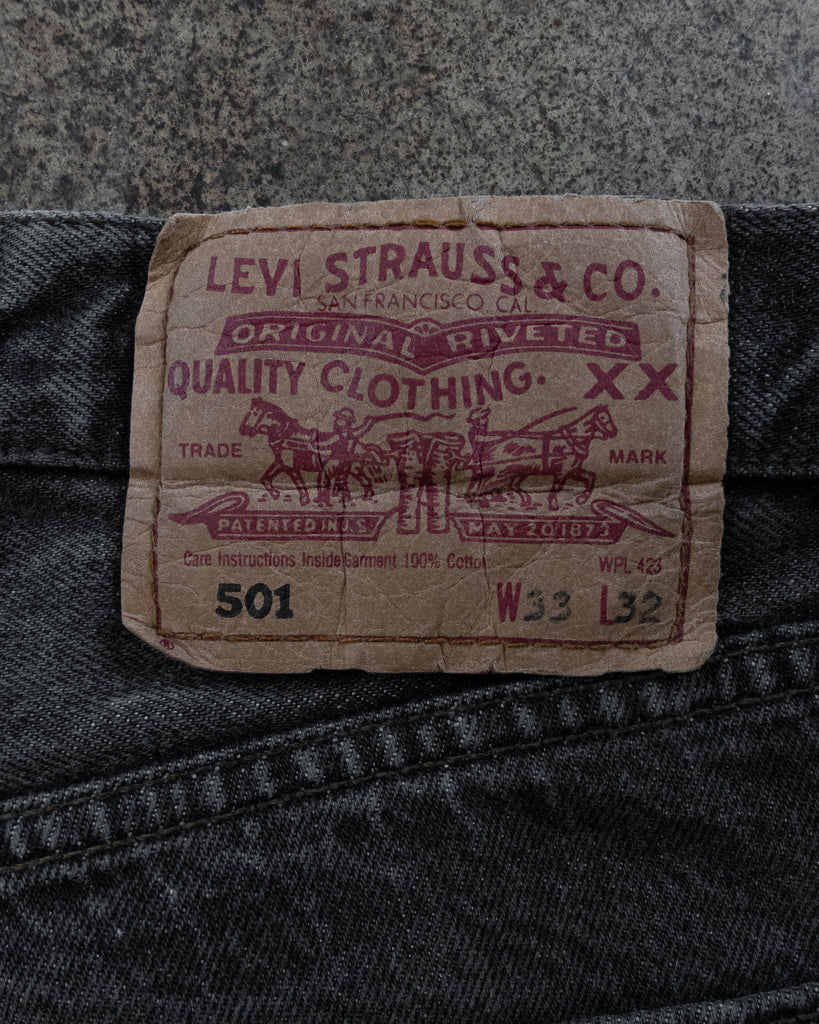 LEVI STRAUSS & CO.
SAN FRANCISCO CAL
ORIGINAL RIVETED
QUALITY CLOTHING. XX
TRADE MARK
PATENTED IN U.S. MAY 20 1873
Care Instructions Inside Garment 100% Cotton WPL 423
501 W33 L32
®